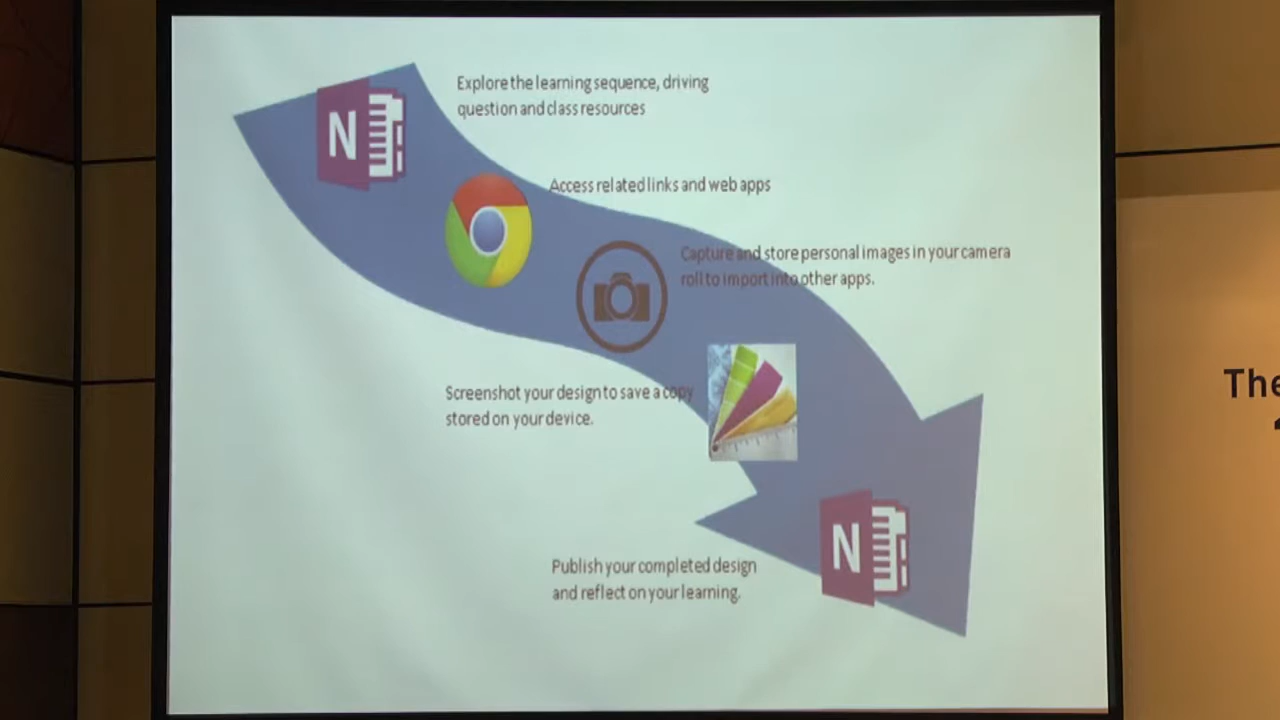 Explore the learning sequence, driving
question and class resources
N
Access related links and web apps
Capture and store personal images in your camera
roll to import into other apps.
Screenshot your design to save a copy
stored on your device.
N
Publish your completed design
and reflect on your learning.
The